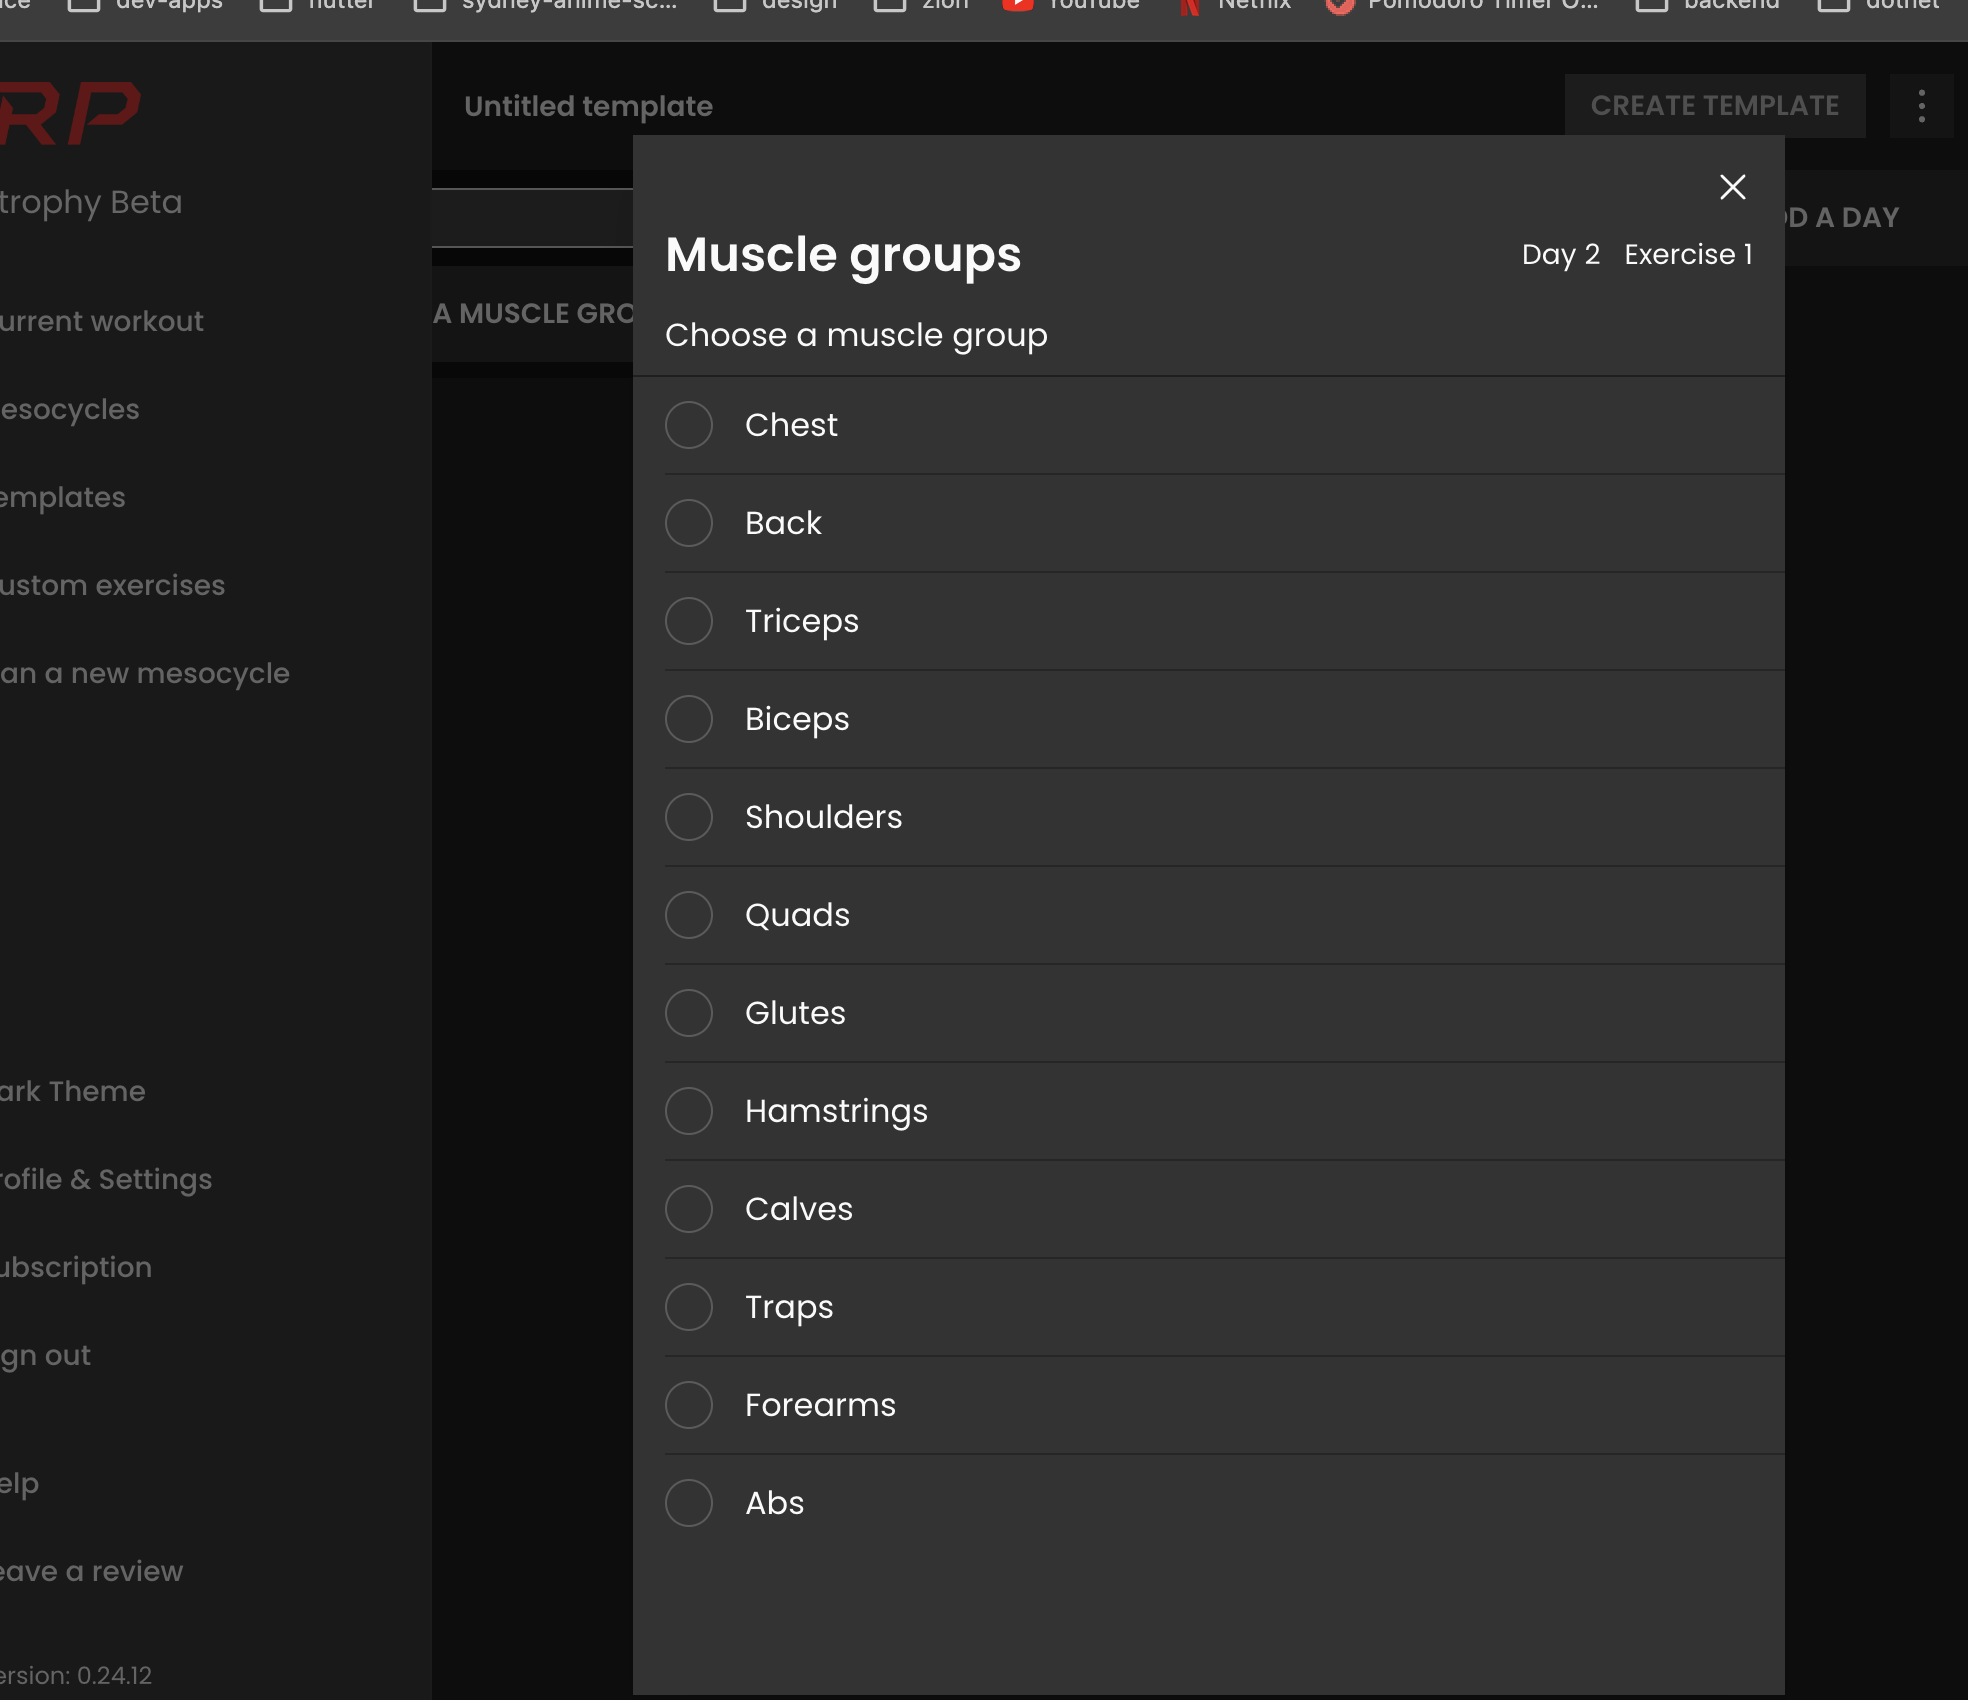 dev-apps flutter sydney-anime-sc... design zion YouTube Netflix Pomodoro Timer O... backend dotnet
RP
trophy Beta
Untitled template
CREATE TEMPLATE
D A DAY
A MUSCLE GRO
urrent workout
esocycles
emplates
ustom exercises
an a new mesocycle
ark Theme
rofile & Settings
ubscription
gn out
elp
eave a review
ersion: 0.24.12
Muscle groups
Day 2 Exercise 1
Choose a muscle group
Chest
Back
Triceps
Biceps
Shoulders
Quads
Glutes
Hamstrings
Calves
Traps
Forearms
Abs